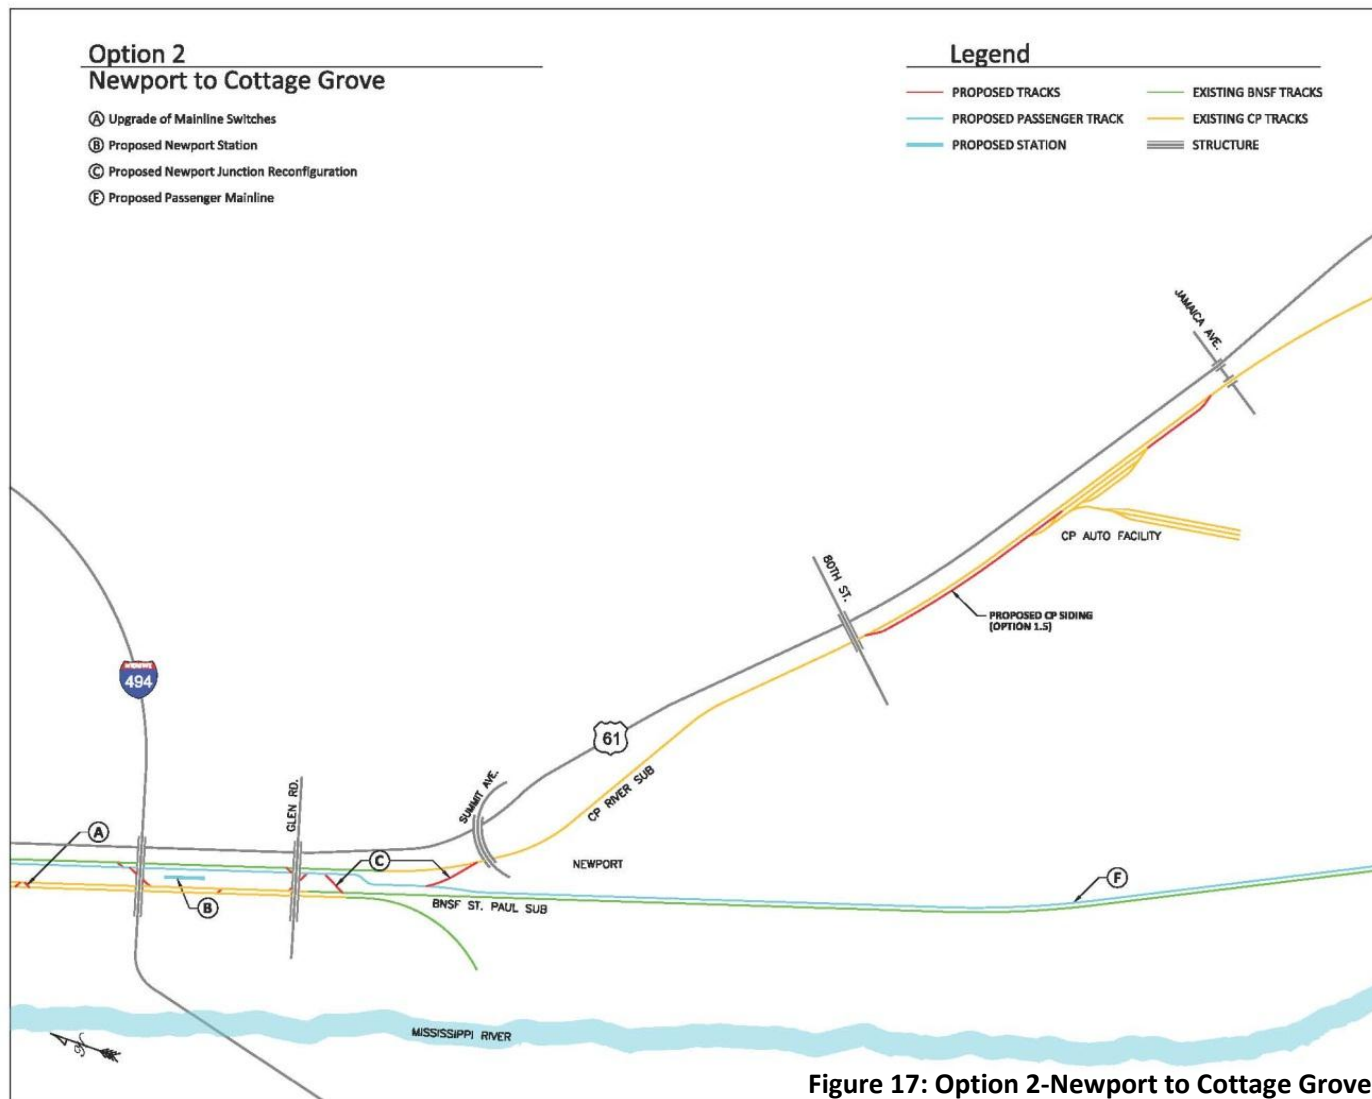 Option 2
Newport to Cottage Grove
A Upgrade of Mainline Switches
B Proposed Newport Station
C Proposed Newport Junction Reconfiguration
F Proposed Passenger Mainline
Legend
PROPOSED TRACKS
EXISTING BNSF TRACKS
PROPOSED PASSENGER TRACK
EXISTING CP TRACKS
PROPOSED STATION
STRUCTURE
JAMAICA AVE.
CP AUTO FACILITY
80TH ST.
PROPOSED CP SIDING
(OPTION 1.5)
494
61
GLEN RD.
SUMMIT AVE.
CP RIVER SUB
A
C
NEWPORT
F
B
BNSF ST. PAUL SUB
MISSISSIPPI RIVER
Figure 17: Option 2-Newport to Cottage Grove